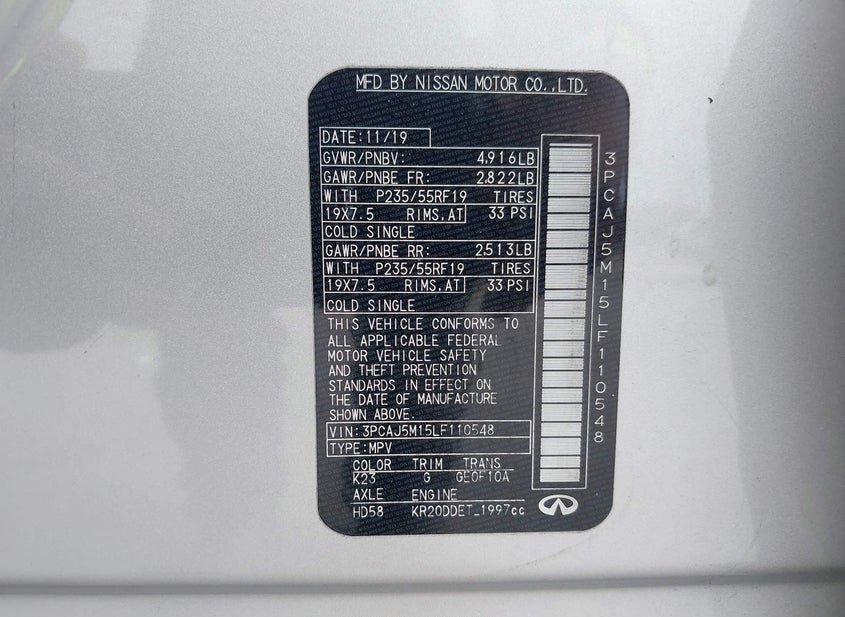 MFD BY NISSAN MOTOR CO.,LTD.
DATE:11/19
GVWR/PNBV: 4.916LB
GAWR/PNBE FR: 2.822LB
WITH P235/55RF19 TIRES
19X7.5 RIMS.AT 33 PSI
COLD SINGLE
GAWR/PNBE RR: 2.513LB
WITH P235/55RF19 TIRES
19X7.5 RIMS.AT 33 PSI
COLD SINGLE
THIS VEHICLE CONFORMS TO
ALL APPLICABLE FEDERAL
MOTOR VEHICLE SAFETY
AND THEFT PREVENTION
STANDARDS IN EFFECT ON
THE DATE OF MANUFACTURE
SHOWN ABOVE.
VIN:3PCAJ5M15LF110548
TYPE:MPV
COLOR TRIM TRANS
K23 G GE0F10A
AXLE ENGINE
HD58 KR20DDET_1997cc
3PCAJ5M15LF110548